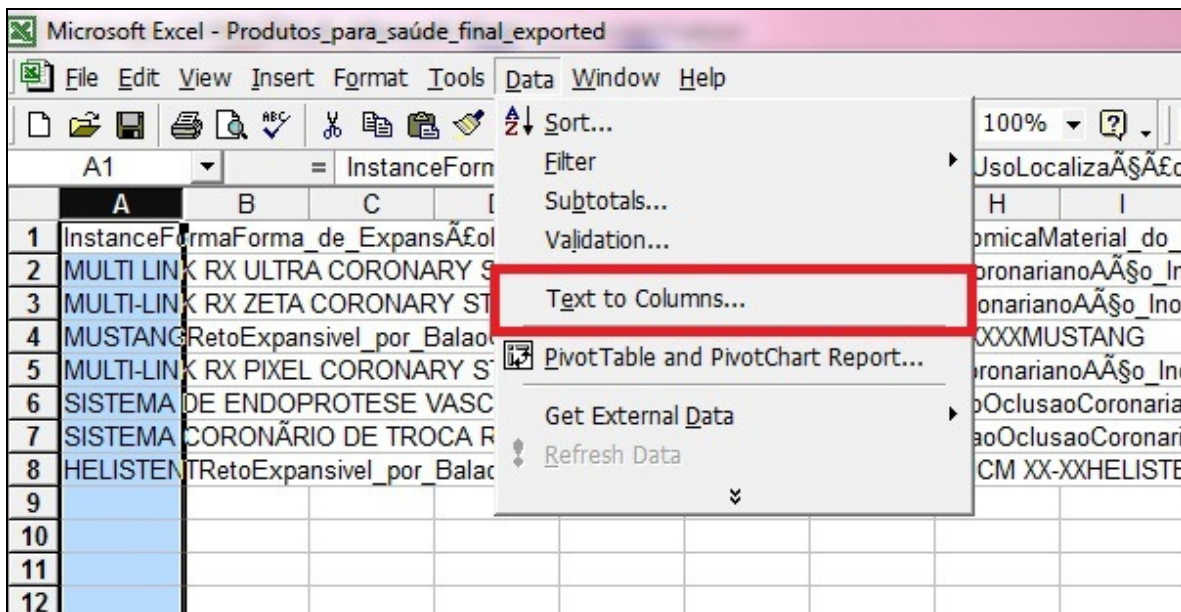 Microsoft Excel - Produtos_para_saúde_final_exported
File Edit View Insert Format Tools Data Window Help
100%
A1 = InstanceForm UsoLocalizaÃ§Ã£o
A B C H I
1 InstanceFormaForma_de_ExpansÃ£o omicaMaterial_do
2 MULTI LINK RX ULTRA CORONARY S oronarianoAÃ§o_In
3 MULTI-LINK RX ZETA CORONARY ST onarianoAÃ§o_Ino
4 MUSTANGRetoExpansivel_por_Balao XXXMUSTANG
5 MULTI-LINK RX PIXEL CORONARY S ronarianoAÃ§o_In
6 SISTEMA DE ENDOPROTESE VASC OclusaoCoronaria
7 SISTEMA CORONÃRIO DE TROCA R aoOclusaoCoronari
8 HELISTENTRetoExpansivel_por_Balao CM XX-XXHELISTE
9
10
11
12
Sort...
Filter
Subtotals...
Validation...
Text to Columns...
PivotTable and PivotChart Report...
Get External Data
Refresh Data